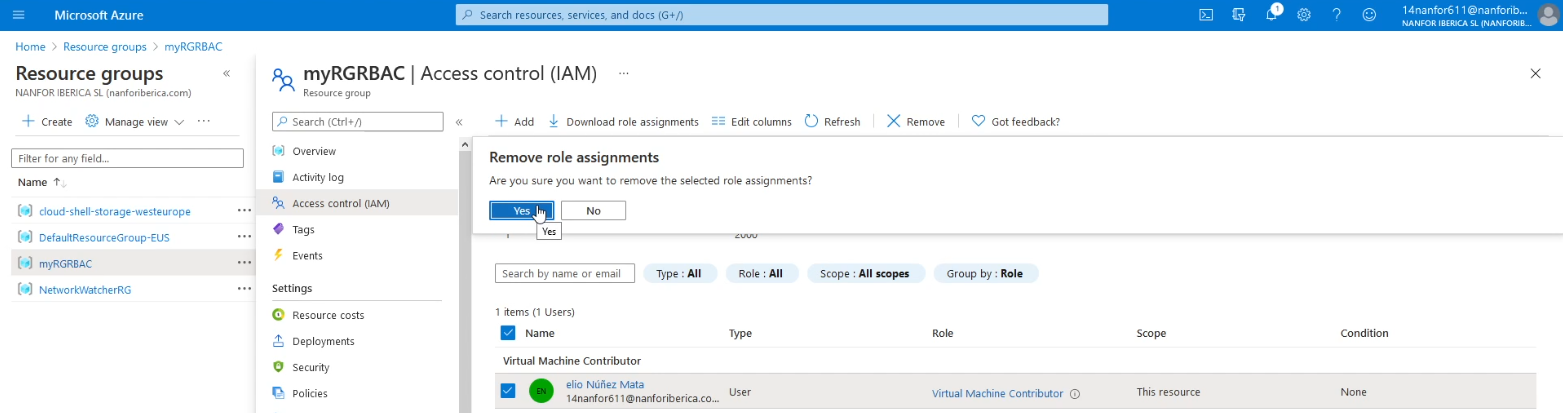 Microsoft Azure
Search resources, services, and docs (G+/)
1
14nanfor611@nanforib...
NANFOR IBERICA SL (NANFORIB...
Home > Resource groups > myRGRBAC
Resource groups
NANFOR IBERICA SL (nanforiberica.com)
Create Manage view ...
Filter for any field...
Name
cloud-shell-storage-westeurope
DefaultResourceGroup-EUS
myRGRBAC
NetworkWatcherRG
myRGRBAC | Access control (IAM) ...
Resource group
Search (Ctrl+/)
Overview
Activity log
Access control (IAM)
Tags
Events
Settings
Resource costs
Deployments
Security
Policies
Add Download role assignments Edit columns Refresh Remove Got feedback?
Remove role assignments
Are you sure you want to remove the selected role assignments?
Yes No
Yes
1 2000
Search by name or email Type : All Role : All Scope : All scopes Group by : Role
1 items (1 Users)
Name Type Role Scope Condition
Virtual Machine Contributor
EN elio Núñez Mata User Virtual Machine Contributor This resource None
14nanfor611@nanforiberica.co...